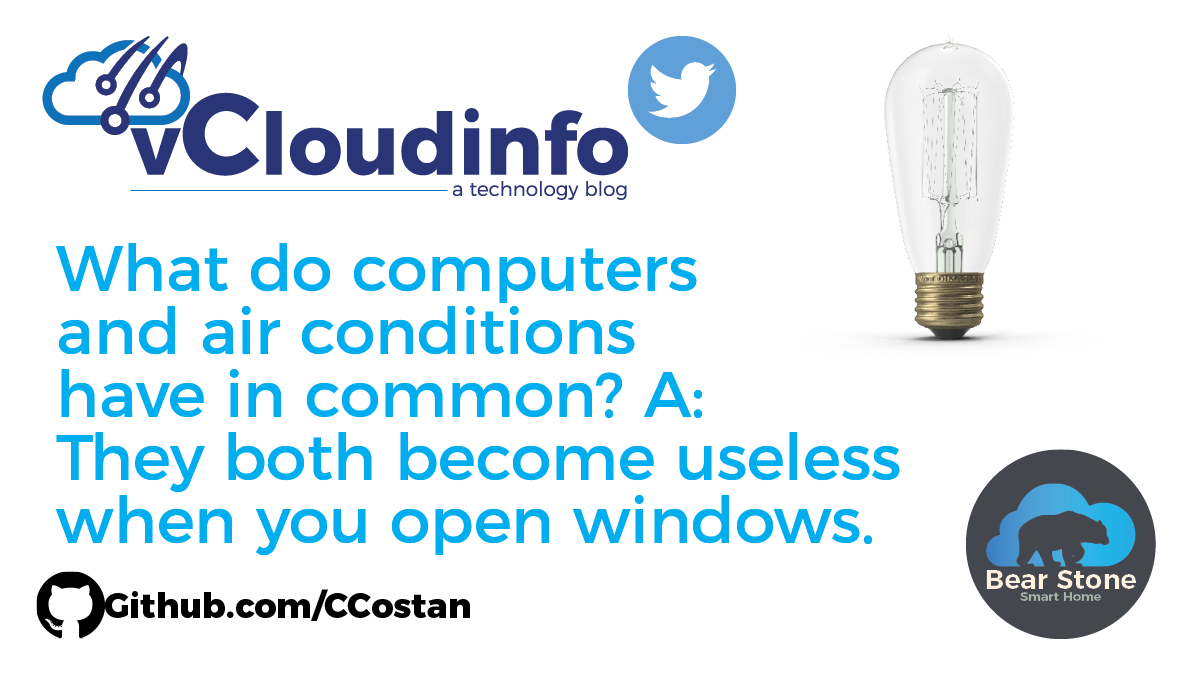 vCloudinfo
a technology blog
What do computers
and air conditions
have in common? A:
They both become useless
when you open windows.
Bear Stone
Smart Home
Github.com/CCostan